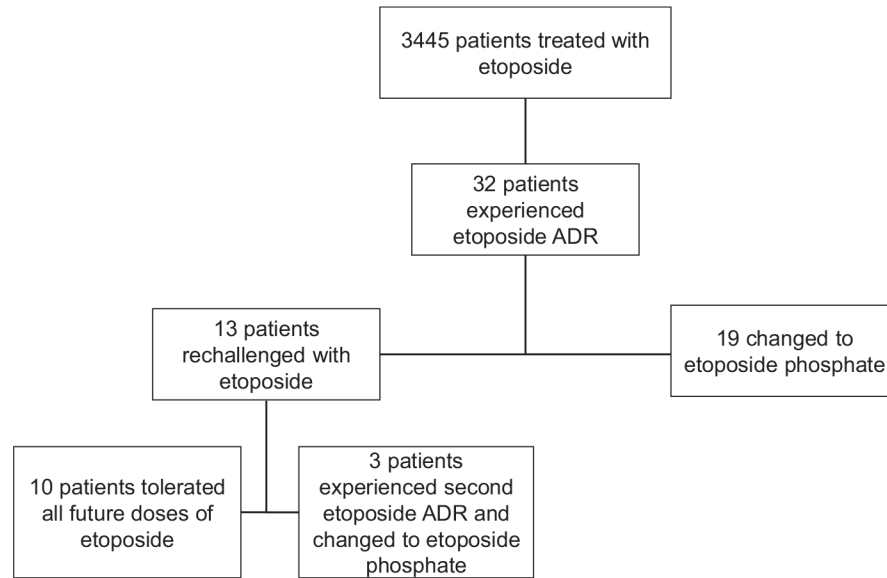 3445 patients treated with
etoposide
32 patients
experienced
etoposide ADR
13 patients
rechallenged with
etoposide
19 changed to
etoposide phosphate
10 patients tolerated
all future doses of
etoposide
3 patients
experienced second
etoposide ADR and
changed to etoposide
phosphate